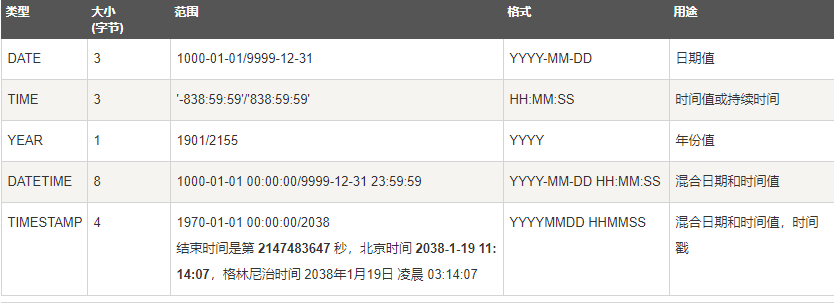 类型 大小 范围 格式 用途
(字节)
DATE 3 1000-01-01/9999-12-31 YYYY-MM-DD 日期值
TIME 3 '-838:59:59'/'838:59:59' HH:MM:SS 时间值或持续时间
YEAR 1 1901/2155 YYYY 年份值
DATETIME 8 1000-01-01 00:00:00/9999-12-31 23:59:59 YYYY-MM-DD HH:MM:SS 混合日期和时间值
TIMESTAMP 4 1970-01-01 00:00:00/2038 YYYYMMDD HHMMSS 混合日期和时间值，时间
结束时间是第 2147483647 秒，北京时间 2038-1-19 11: 戳
14:07，格林尼治时间 2038年1月19日 凌晨 03:14:07